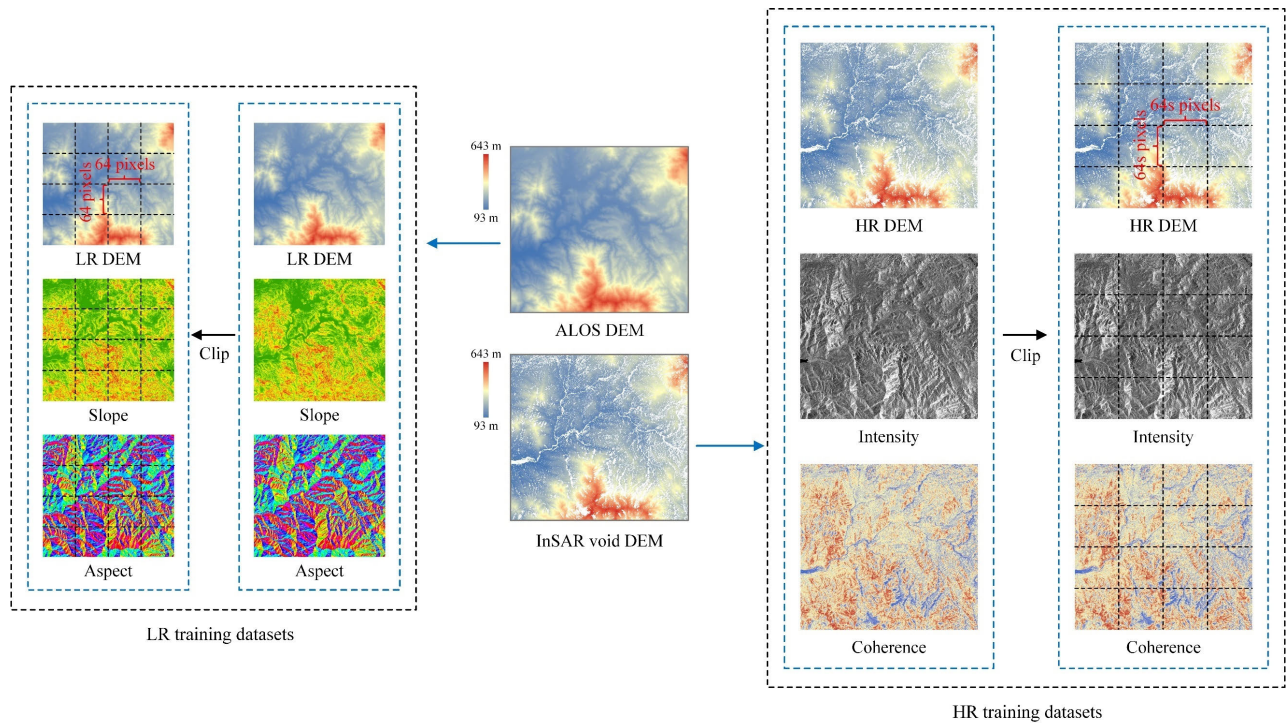 64 pixels
64 pixels
LR DEM
Slope
Aspect
Clip
LR DEM
Slope
Aspect
LR training datasets
643 m
93 m
ALOS DEM
643 m
93 m
InSAR void DEM
HR DEM
Intensity
Coherence
Clip
64s pixels
64s pixels
HR DEM
Intensity
Coherence
HR training datasets